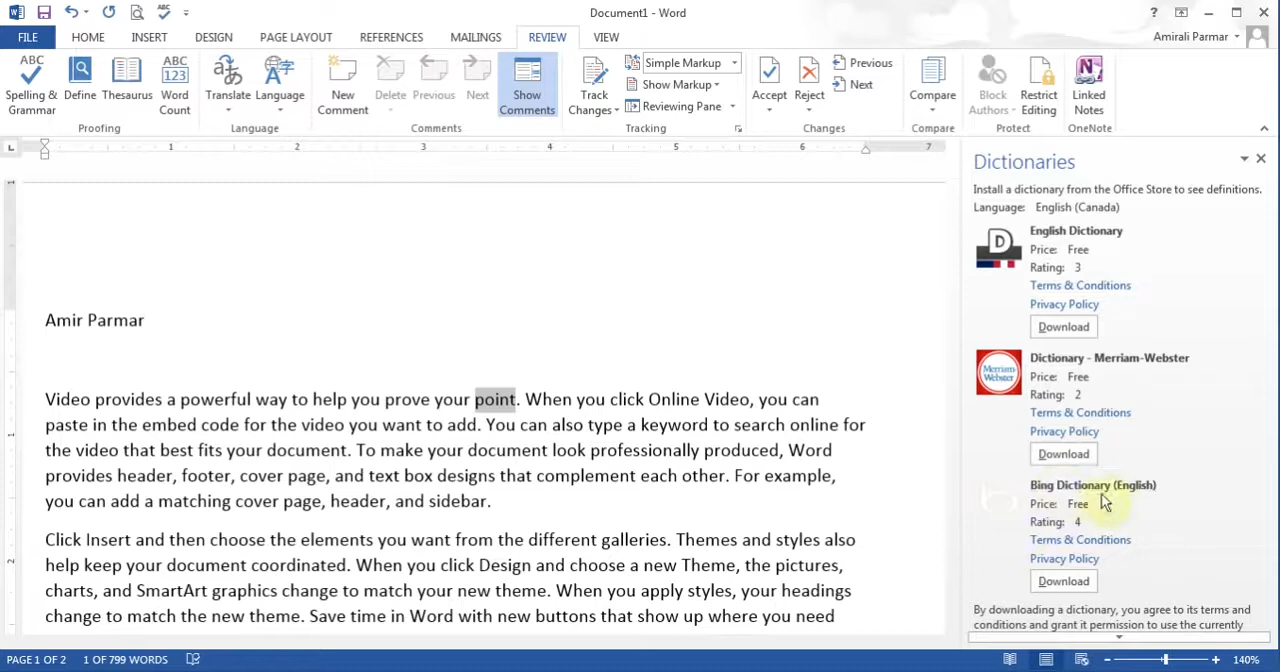 Document1 - Word
?
FILE HOME INSERT DESIGN PAGE LAYOUT REFERENCES MAILINGS REVIEW VIEW
Amirali Parmar
Spelling & Grammar
Define
Thesaurus
Word Count
Proofing
Translate
Language
Language
New Comment
Delete
Previous
Next
Show Comments
Comments
Track Changes
Simple Markup
Show Markup
Reviewing Pane
Tracking
Accept
Reject
Previous
Next
Changes
Compare
Compare
Block Authors
Restrict Editing
Protect
Linked Notes
OneNote
1 2 3 4 5 6 7
Amir Parmar
Video provides a powerful way to help you prove your point. When you click Online Video, you can
paste in the embed code for the video you want to add. You can also type a keyword to search online for
the video that best fits your document. To make your document look professionally produced, Word
provides header, footer, cover page, and text box designs that complement each other. For example,
you can add a matching cover page, header, and sidebar.
Click Insert and then choose the elements you want from the different galleries. Themes and styles also
help keep your document coordinated. When you click Design and choose a new Theme, the pictures,
charts, and SmartArt graphics change to match your new theme. When you apply styles, your headings
change to match the new theme. Save time in Word with new buttons that show up where you need
Dictionaries
Install a dictionary from the Office Store to see definitions.
Language: English (Canada)
D
English Dictionary
Price: Free
Rating: 3
Terms & Conditions
Privacy Policy
Download
Merriam Webster
Dictionary - Merriam-Webster
Price: Free
Rating: 2
Terms & Conditions
Privacy Policy
Download
Bing Dictionary (English)
Price: Free
Rating: 4
Terms & Conditions
Privacy Policy
Download
By downloading a dictionary, you agree to its terms and
conditions and grant it permission to use the currently
PAGE 1 OF 2 1 OF 799 WORDS
140%